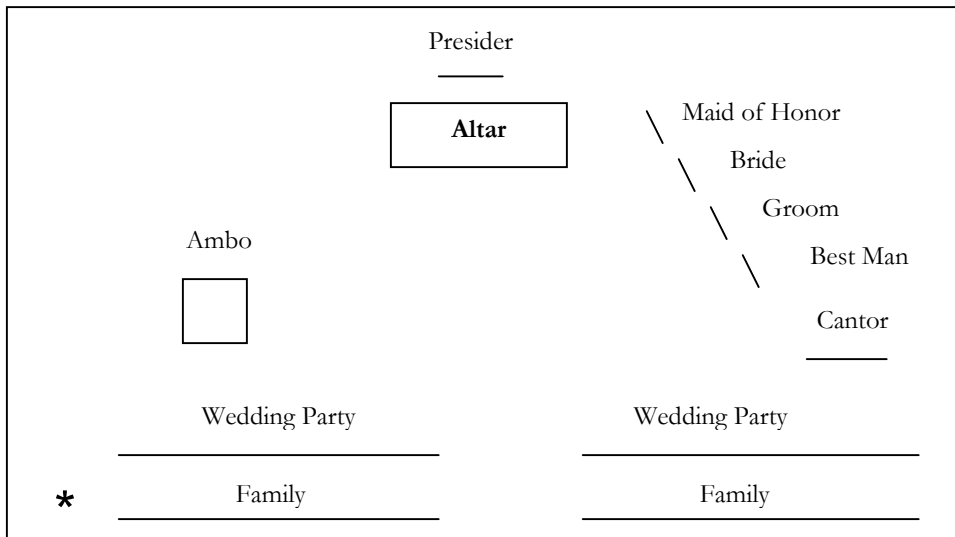 Presider
Altar
Maid of Honor
Bride
Groom
Ambo
Best Man
Cantor
Wedding Party Wedding Party
* Family Family